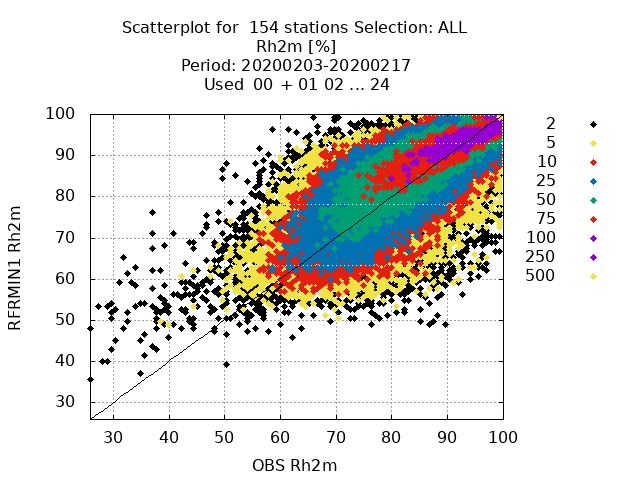 Scatterplot for 154 stations Selection: ALL
Rh2m [%]
Period: 20200203-20200217
Used 00 + 01 02 ... 24
100
90
80
70
60
50
40
30
RFRMIN1 Rh2m
30 40 50 60 70 80 90 100
OBS Rh2m
2
5
10
25
50
75
100
250
500